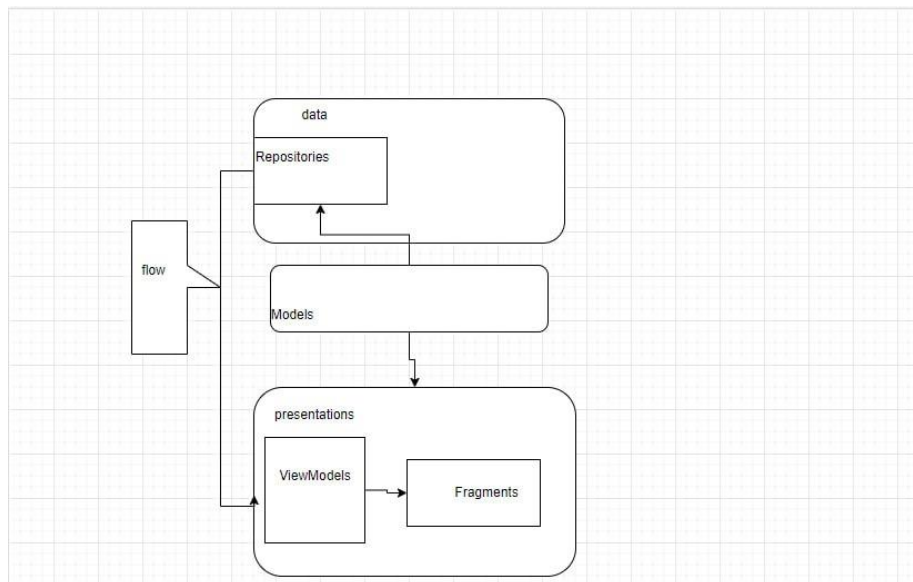 data
Repositories
flow
Models
presentations
ViewModels
Fragments